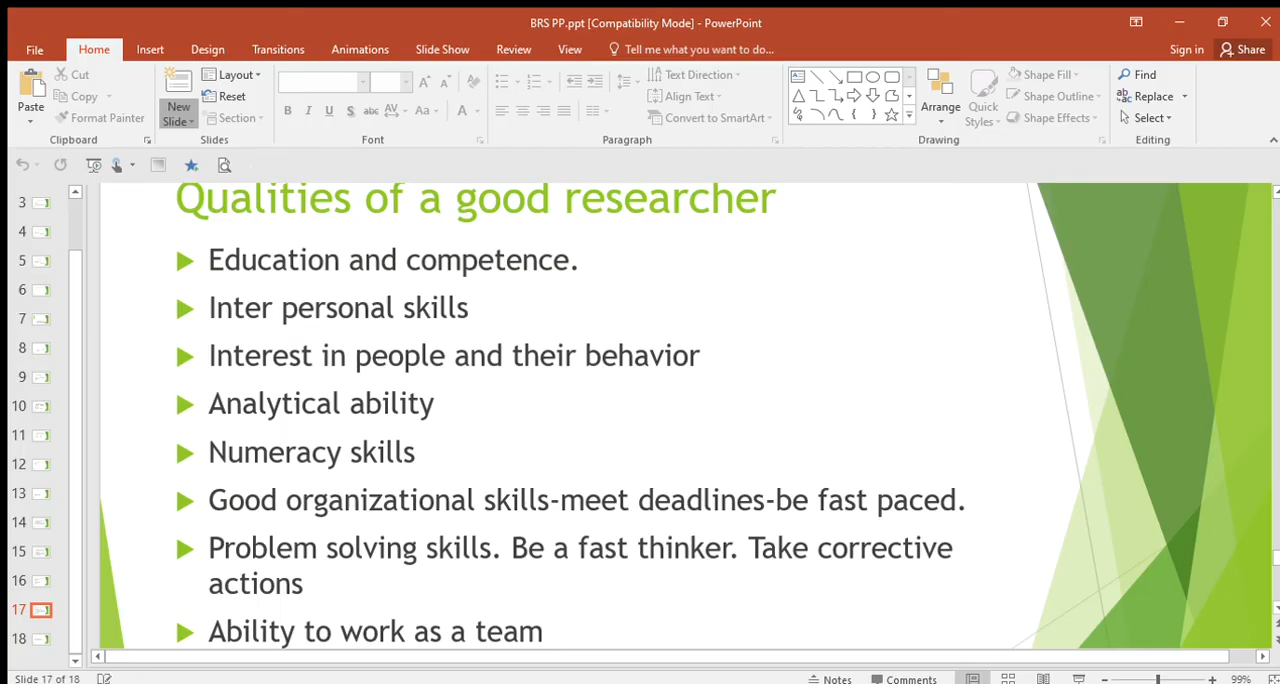 BRS PP.ppt [Compatibility Mode] - PowerPoint
File Home Insert Design Transitions Animations Slide Show Review View Tell me what you want to do... Sign in Share
Paste
Cut
Copy
Format Painter
Clipboard
New Slide
Layout
Reset
Section
Slides
B I U S abc AV Aa A
Font
Text Direction
Align Text
Convert to SmartArt
Paragraph
Arrange
Quick Styles
Shape Fill
Shape Outline
Shape Effects
Drawing
Find
Replace
Select
Editing
3
4
5
6
7
8
9
10
11
12
13
14
15
16
17
18
Qualities of a good researcher
Education and competence.
Inter personal skills
Interest in people and their behavior
Analytical ability
Numeracy skills
Good organizational skills-meet deadlines-be fast paced.
Problem solving skills. Be a fast thinker. Take corrective
actions
Ability to work as a team
Slide 17 of 18 Notes Comments 99%